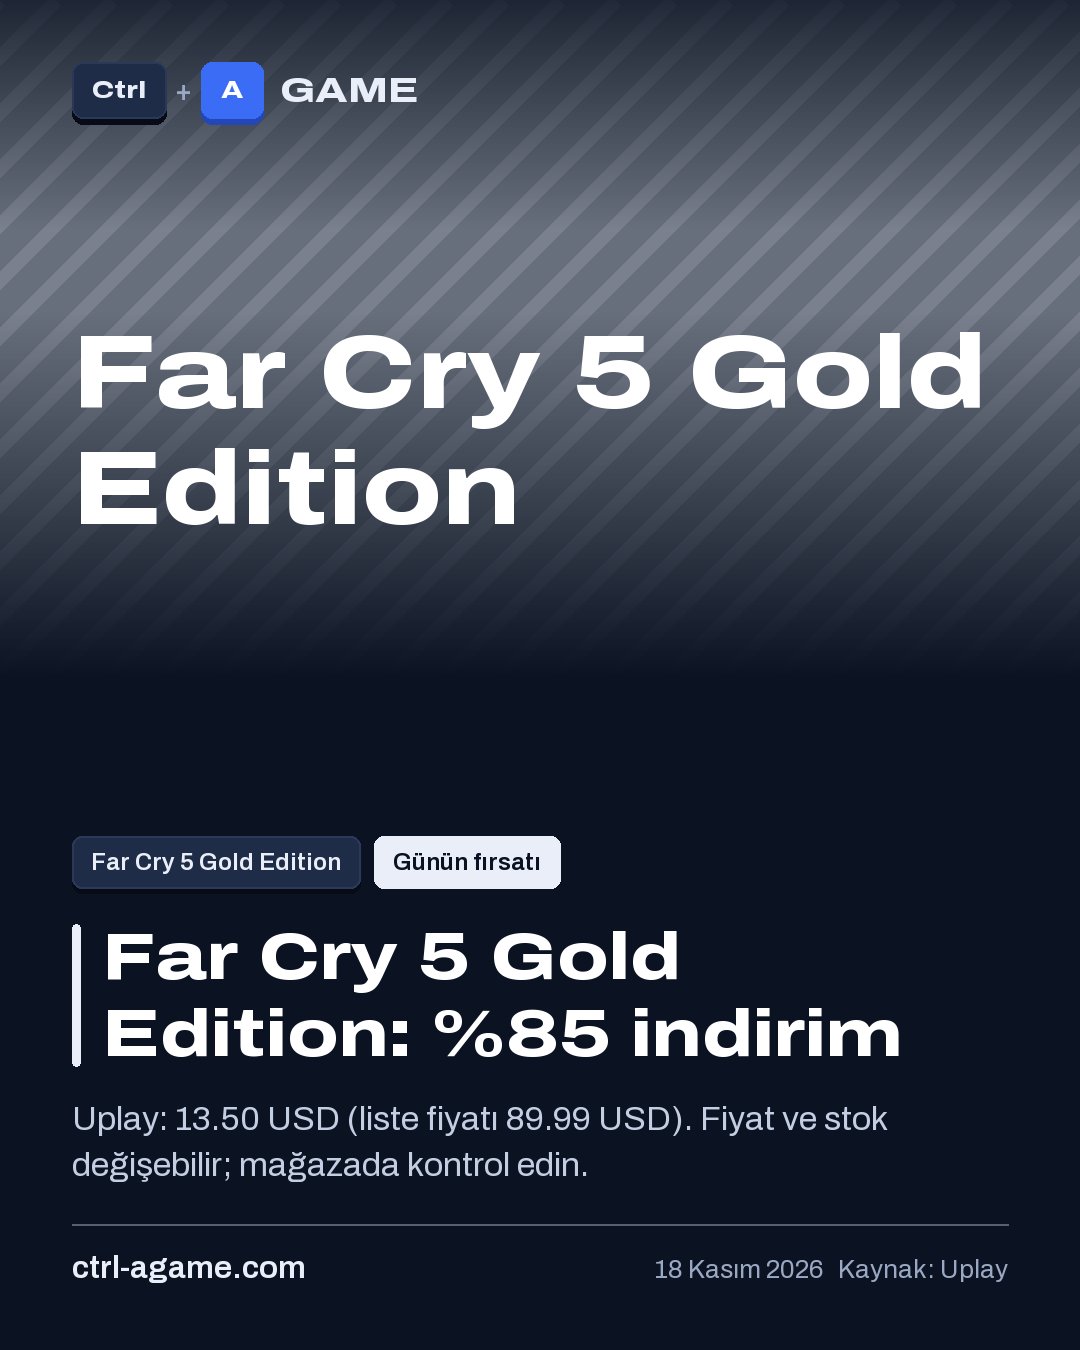 Ctrl + A GAME
Far Cry 5 Gold
Edition
Far Cry 5 Gold Edition Günün fırsatı
Far Cry 5 Gold
Edition: %85 indirim
Uplay: 13.50 USD (liste fiyatı 89.99 USD). Fiyat ve stok
değişebilir; mağazada kontrol edin.
ctrl-agame.com 18 Kasım 2026 Kaynak: Uplay